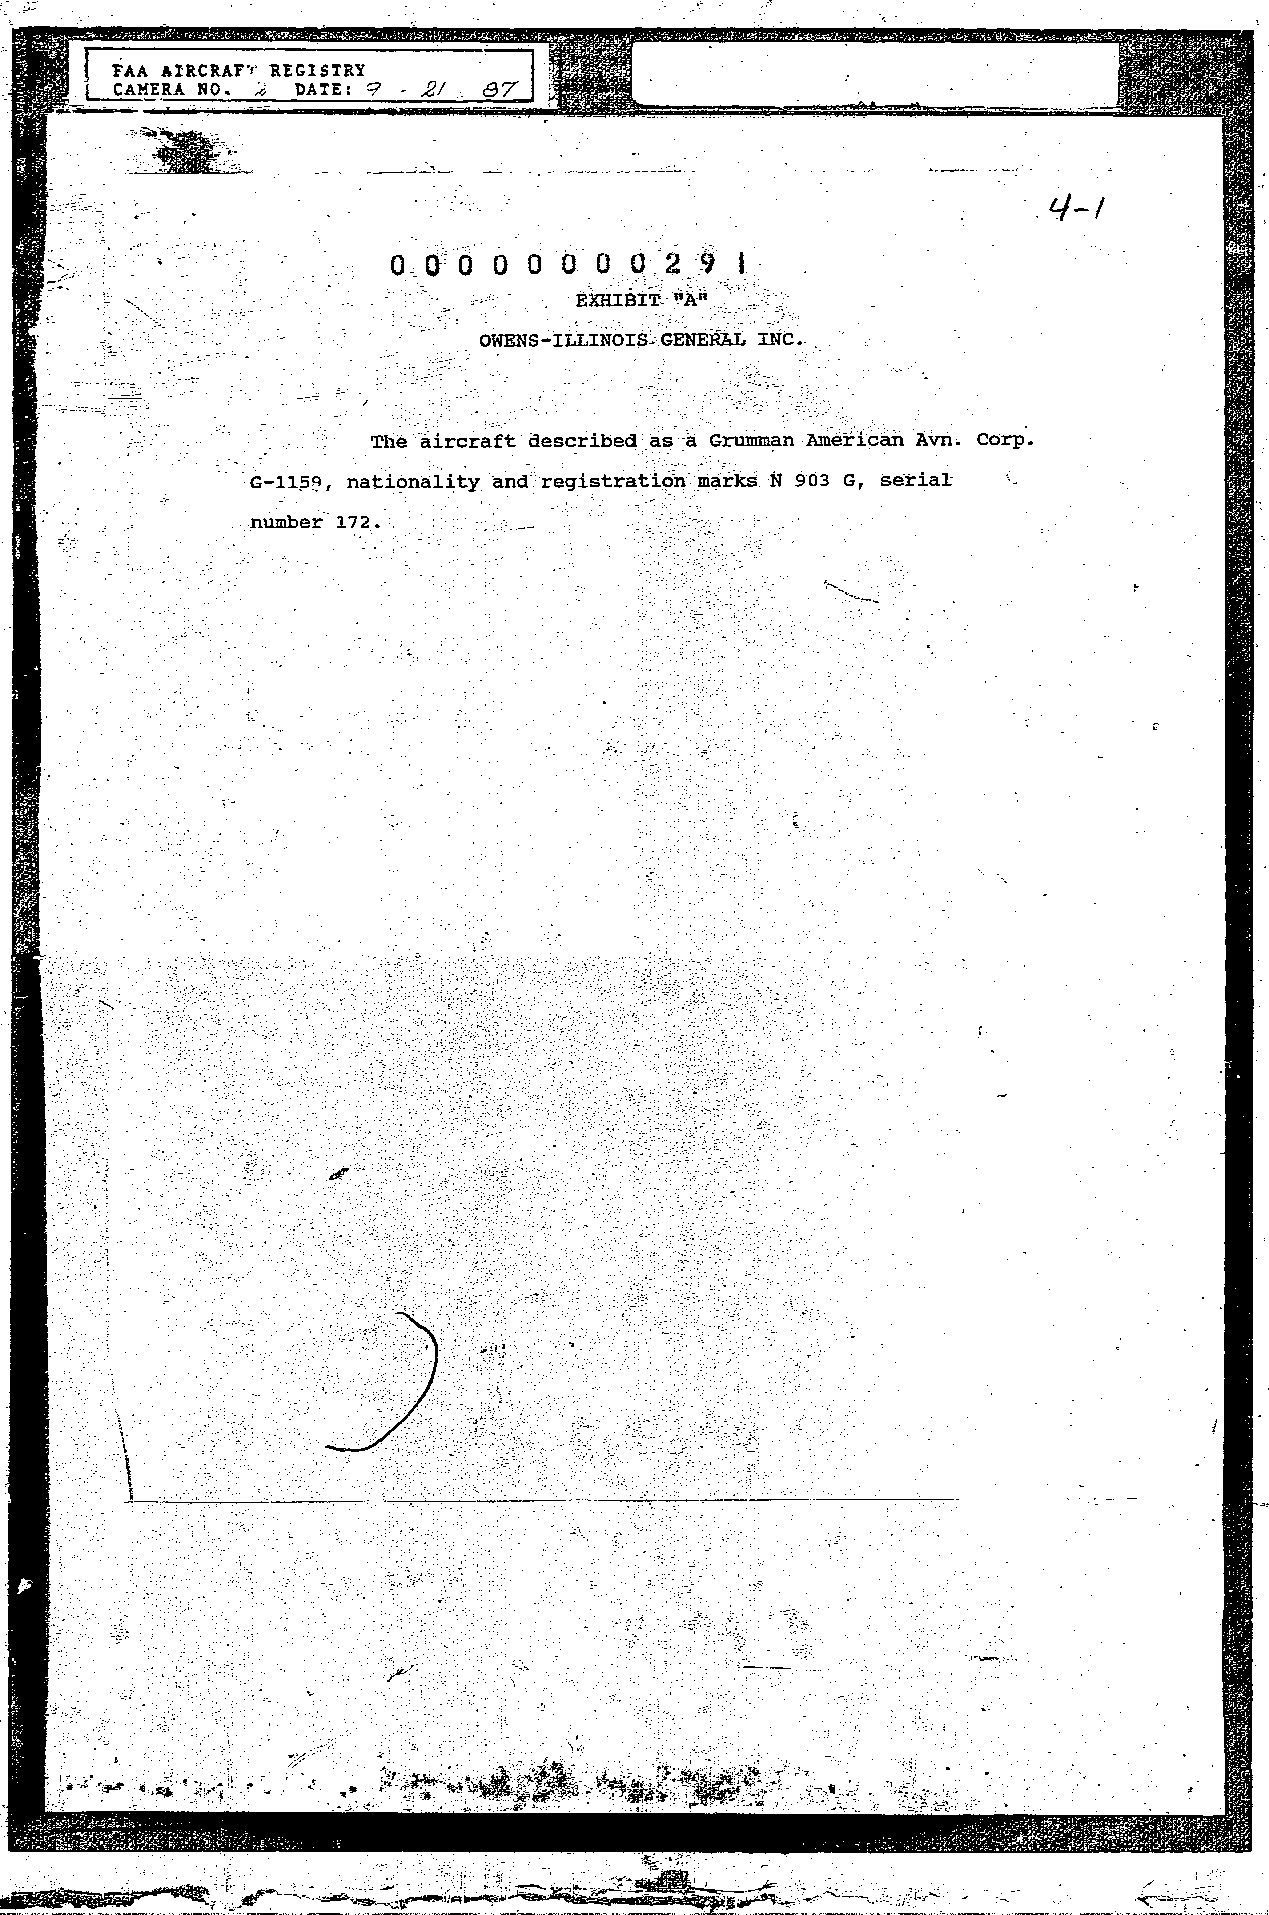 FAA AIRCRAFT REGISTRY
CAMERA NO. 2 DATE: 9 - 21 87
4-1
00000000291
EXHIBIT "A"
OWENS-ILLINOIS GENERAL INC.
The aircraft described as a Grumman American Avn. Corp.
G-1159, nationality and registration marks N 903 G, serial
number 172.